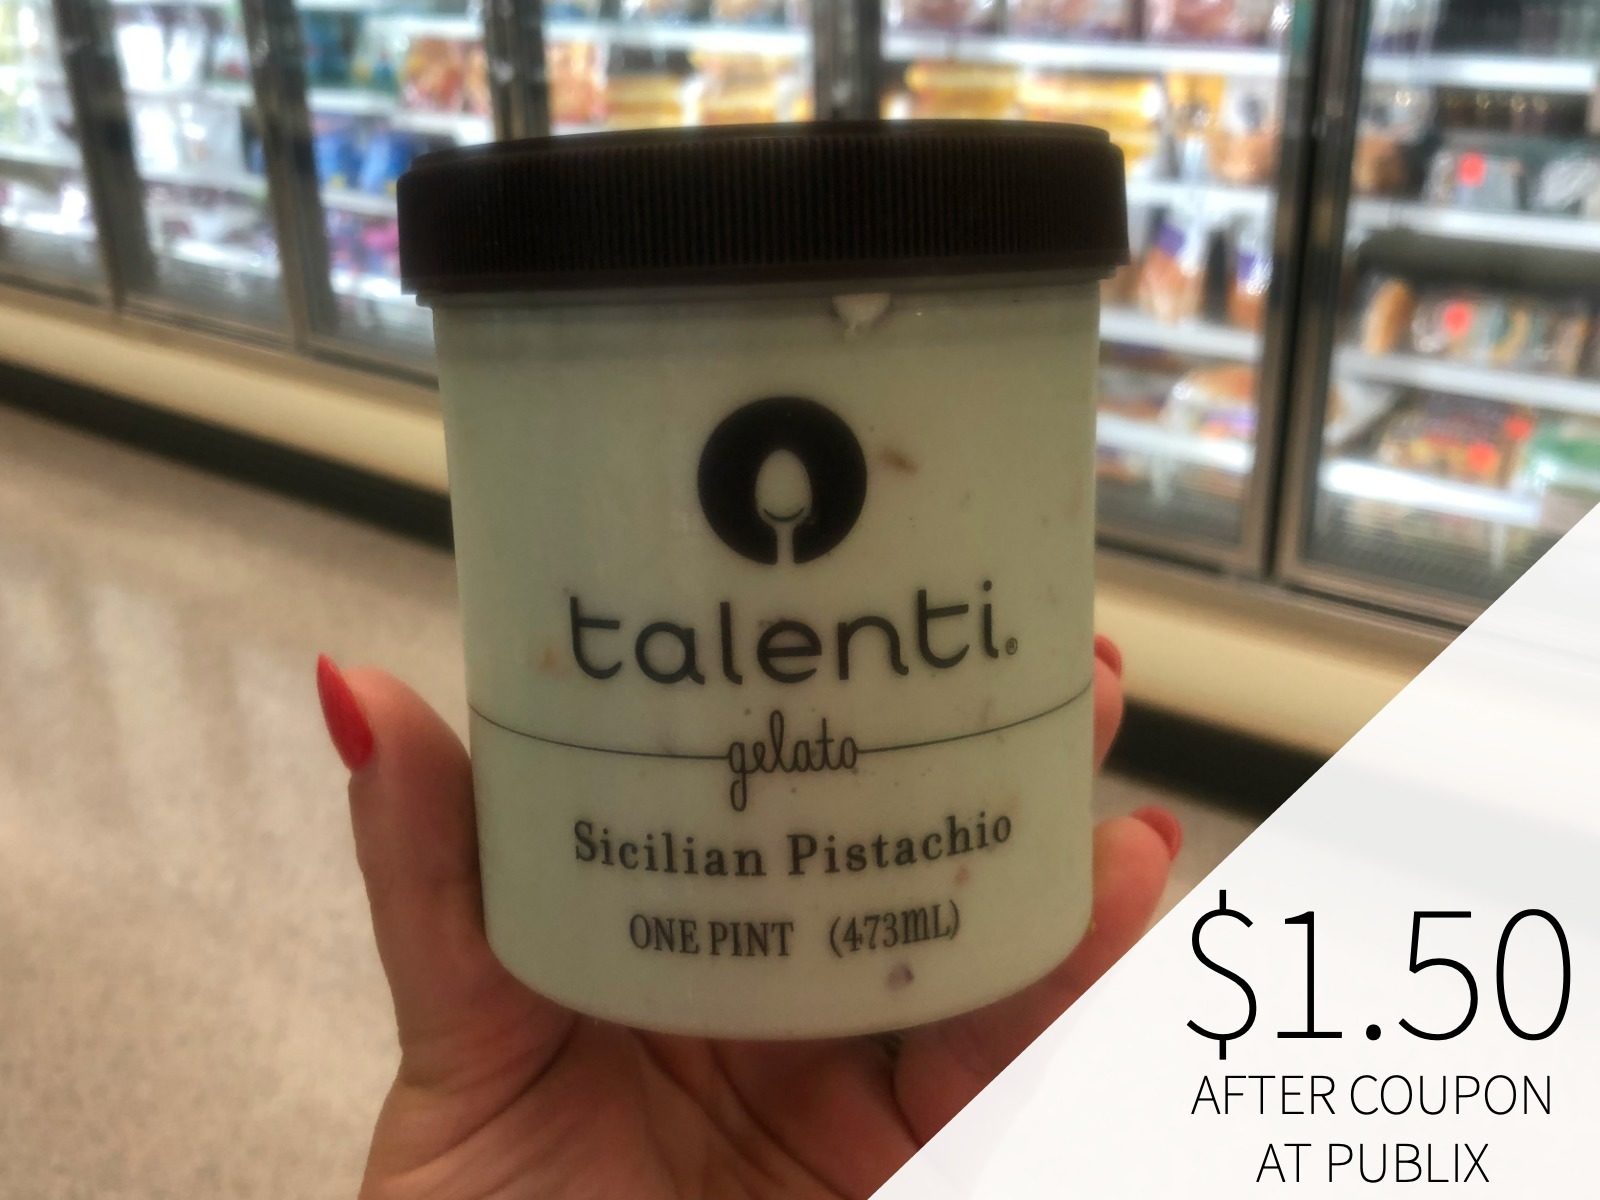 talenti®
gelato
Sicilian Pistachio
ONE PINT (473mL)
$1.50
AFTER COUPON
AT PUBLIX